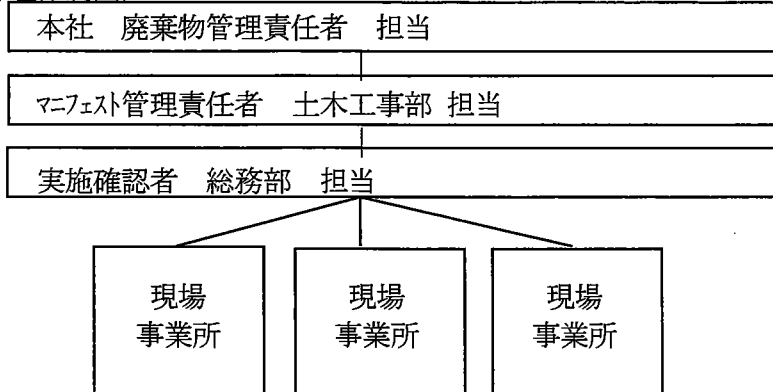 本社　廃棄物管理責任者　担当
ﾏﾆﾌｪｽﾄ管理責任者　土木工事部 担当
実施確認者　総務部　担当
現場
事業所
現場
事業所
現場
事業所